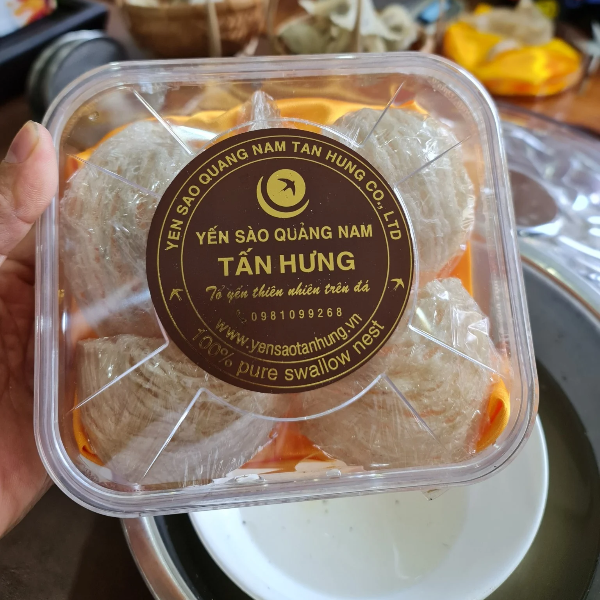 YEN SAO QUANG NAM TAN HUNG CO., LTD
YẾN SÀO QUẢNG NAM
TẤN HƯNG
Tổ yến thiên nhiên trên đá
0981099268
www.yensaotanhung.vn
100% pure swallow nest